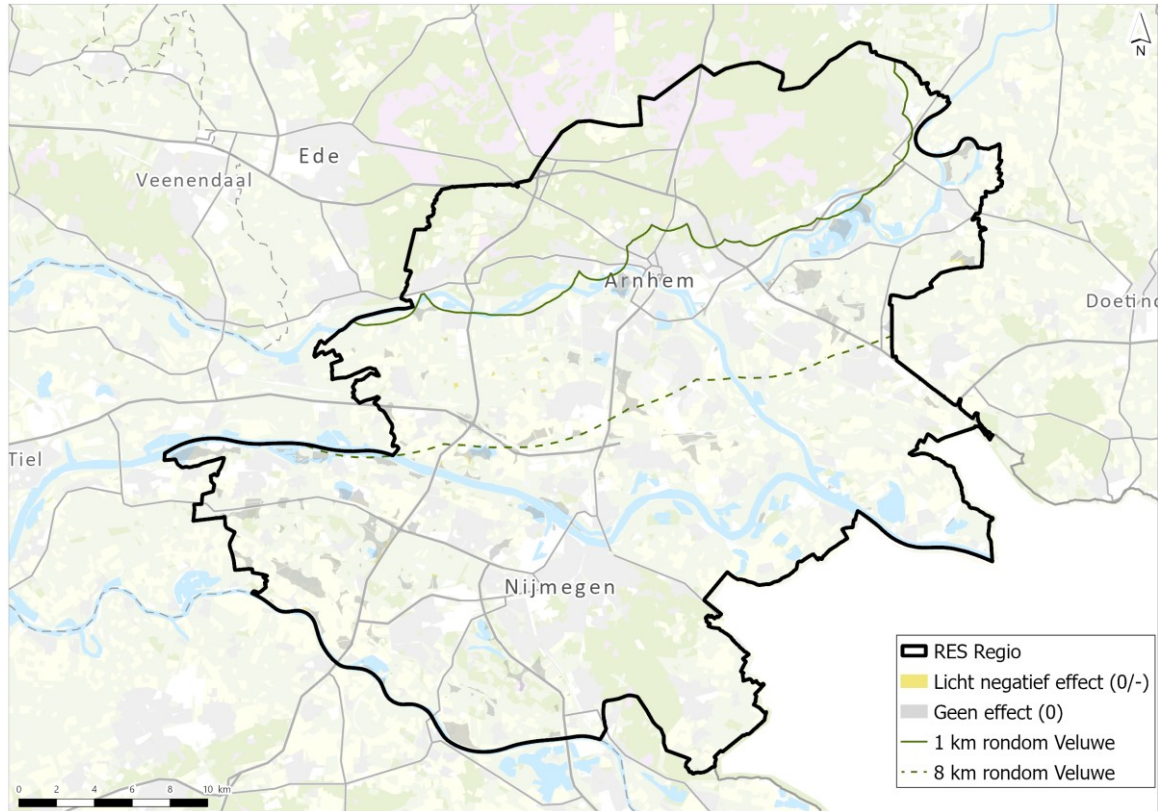 N
Ede
Veenendaal
Arnhem
Doetinc
Tiel
Nijmegen
RES Regio
Licht negatief effect (0/-)
Geen effect (0)
1 km rondom Veluwe
8 km rondom Veluwe
0 2 4 6 8 10 km